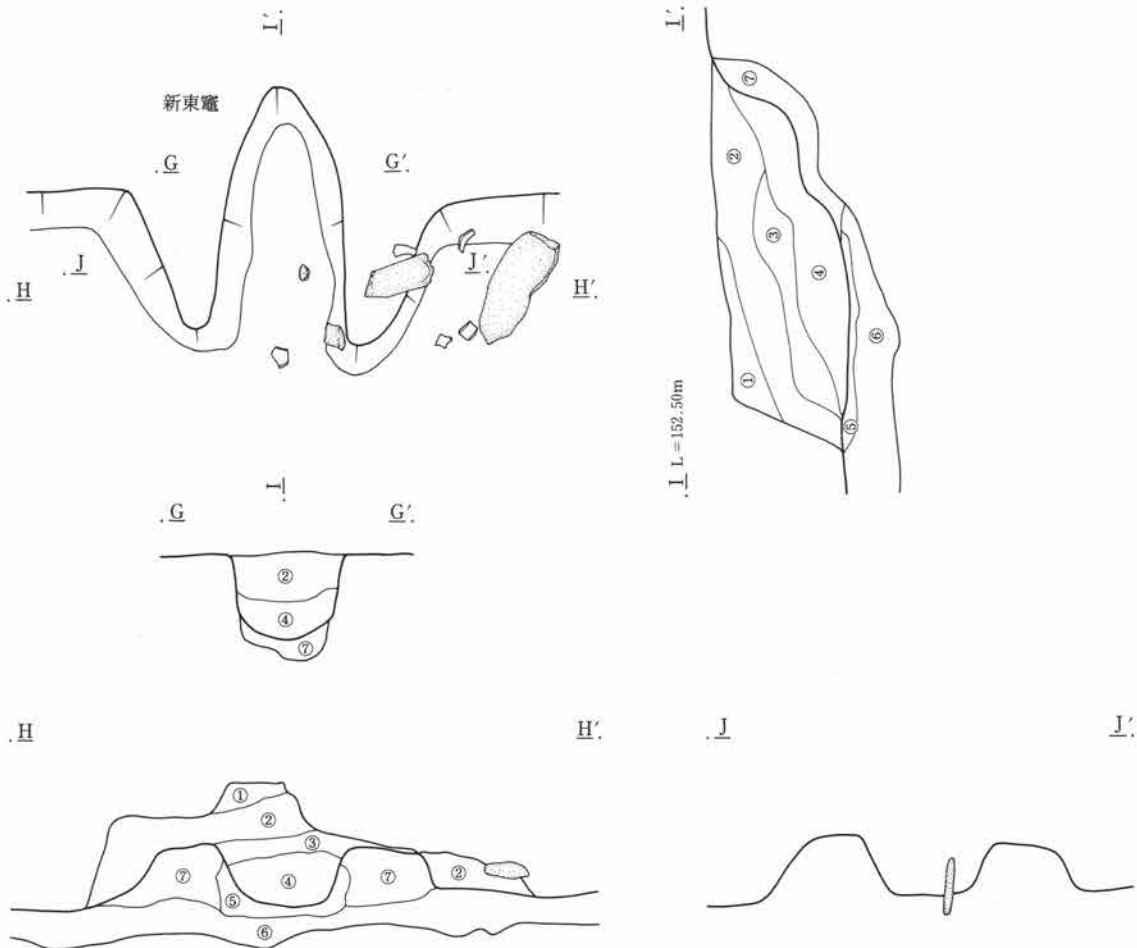 I′
新東竈
G G′
J J′
H H′
I
I′
⑦
②
③
④
⑥
①
⑤
I L=152.50m
G G′
②
④
⑦
H H′
①
②
③
⑦ ④ ⑦ ②
⑤
⑥
J J′